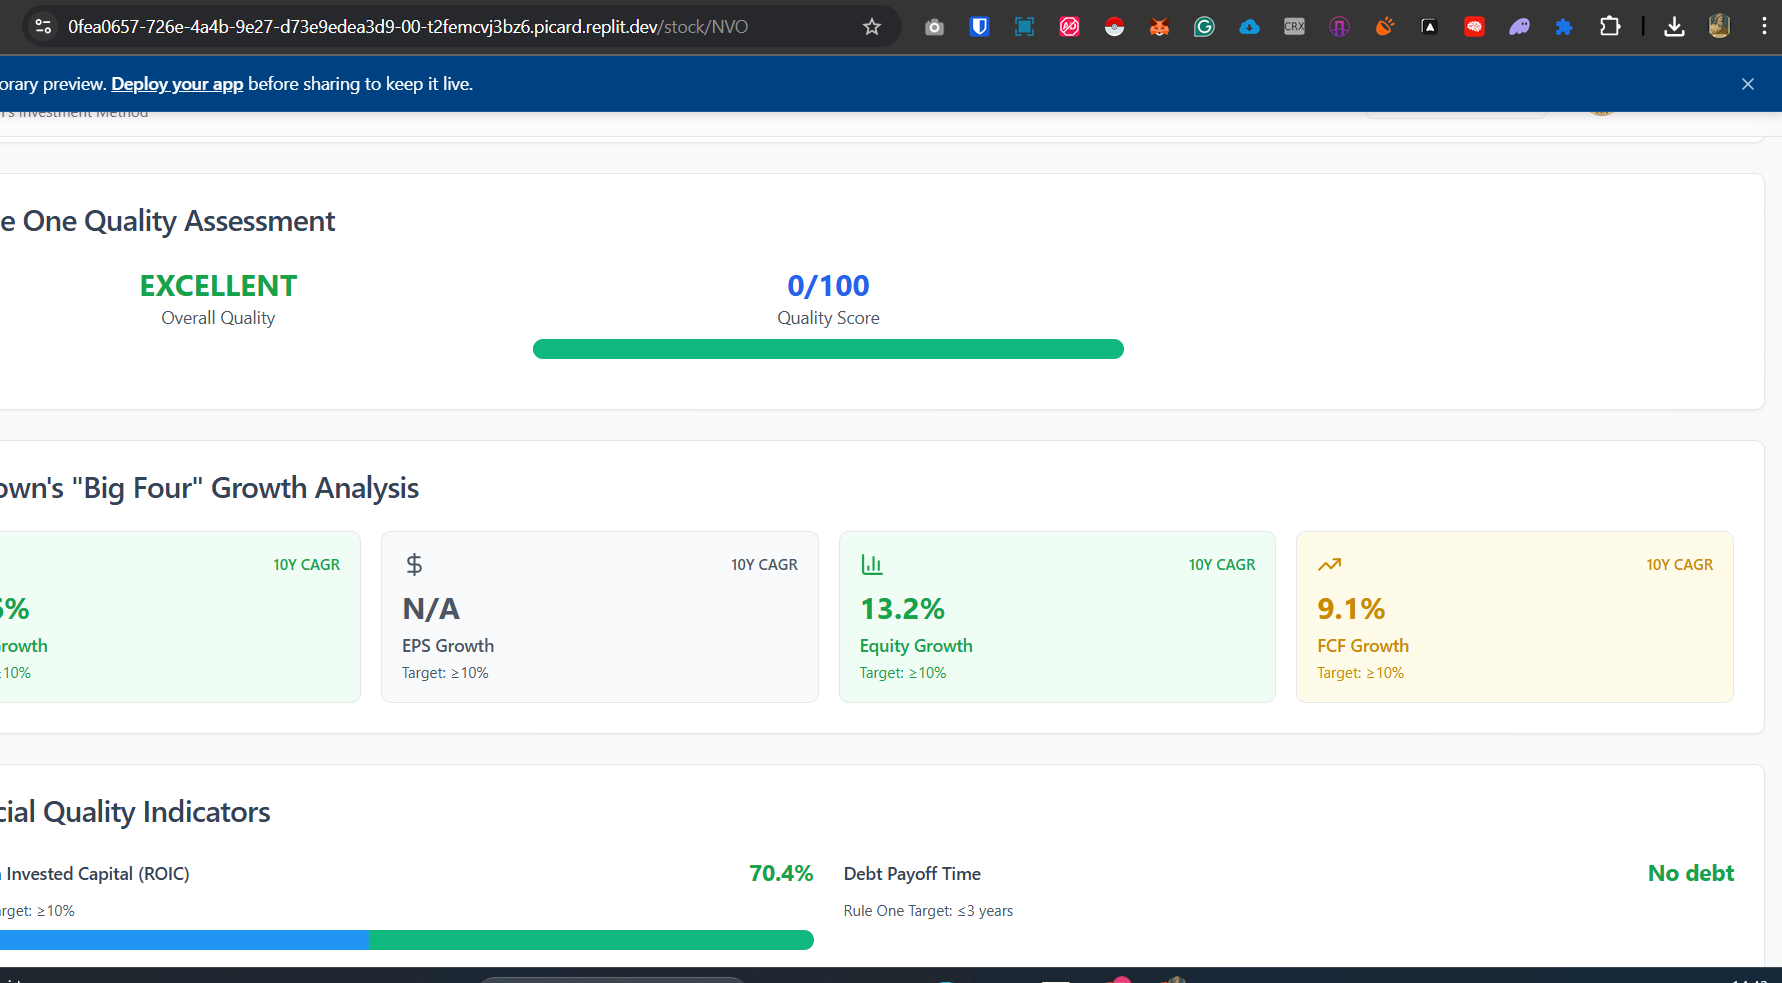 0fea0657-726e-4a4b-9e27-d73e9edea3d9-00-t2femcvj3bz6.picard.replit.dev/stock/NVO
CRX
orary preview. Deploy your app before sharing to keep it live.
's Investment Method
e One Quality Assessment
EXCELLENT
Overall Quality
0/100
Quality Score
own's "Big Four" Growth Analysis
10Y CAGR
%
rowth
≥10%
10Y CAGR
N/A
EPS Growth
Target: ≥10%
10Y CAGR
13.2%
Equity Growth
Target: ≥10%
10Y CAGR
9.1%
FCF Growth
Target: ≥10%
cial Quality Indicators
Invested Capital (ROIC)
70.4%
rget: ≥10%
Debt Payoff Time
No debt
Rule One Target: ≤3 years